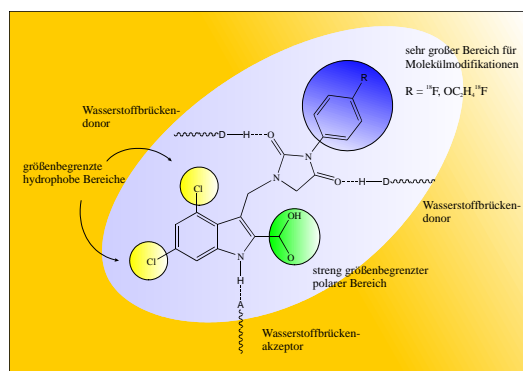 sehr großer Bereich für
Molekülmodifikationen
R = ¹⁸F, OC₂H₄¹⁸F
R
Wasserstoffbrücken-
donor
D H
O
N
größenbegrenzte
hydrophobe Bereiche
N
O H D
Wasserstoffbrücken-
donor
Cl
OH
Cl
O
N
H
streng größenbegrenzter
polarer Bereich
A
Wasserstoffbrücken-
akzeptor